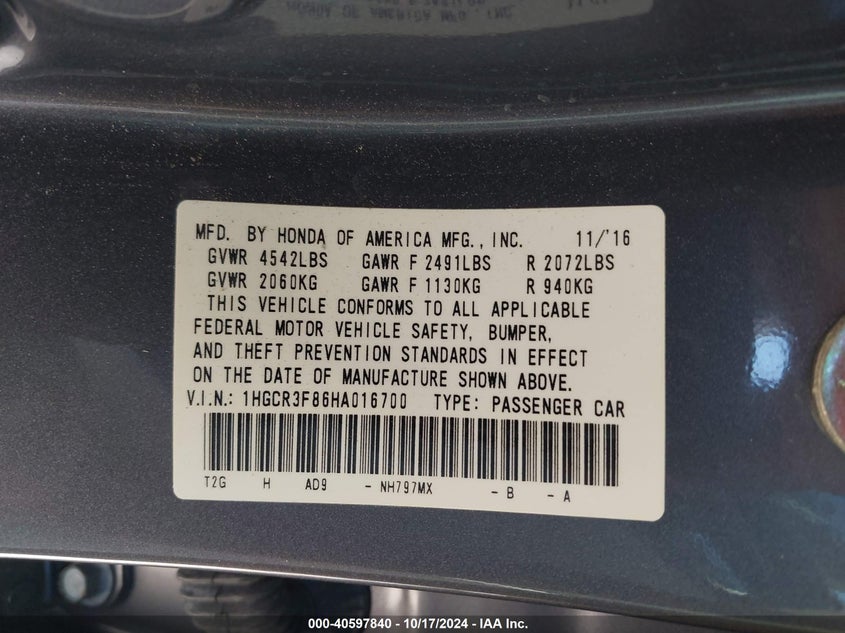 MFD. BY HONDA OF AMERICA MFG., INC. 11/'16
GVWR 4542LBS GAWR F 2491LBS R 2072LBS
GVWR 2060KG GAWR F 1130KG R 940KG
THIS VEHICLE CONFORMS TO ALL APPLICABLE
FEDERAL MOTOR VEHICLE SAFETY, BUMPER,
AND THEFT PREVENTION STANDARDS IN EFFECT
ON THE DATE OF MANUFACTURE SHOWN ABOVE.
V.I.N.: 1HGCR3F86HA016700 TYPE: PASSENGER CAR
T2G H AD9 - NH797MX - B - A
000-40597840 - 10/17/2024 - IAA Inc.